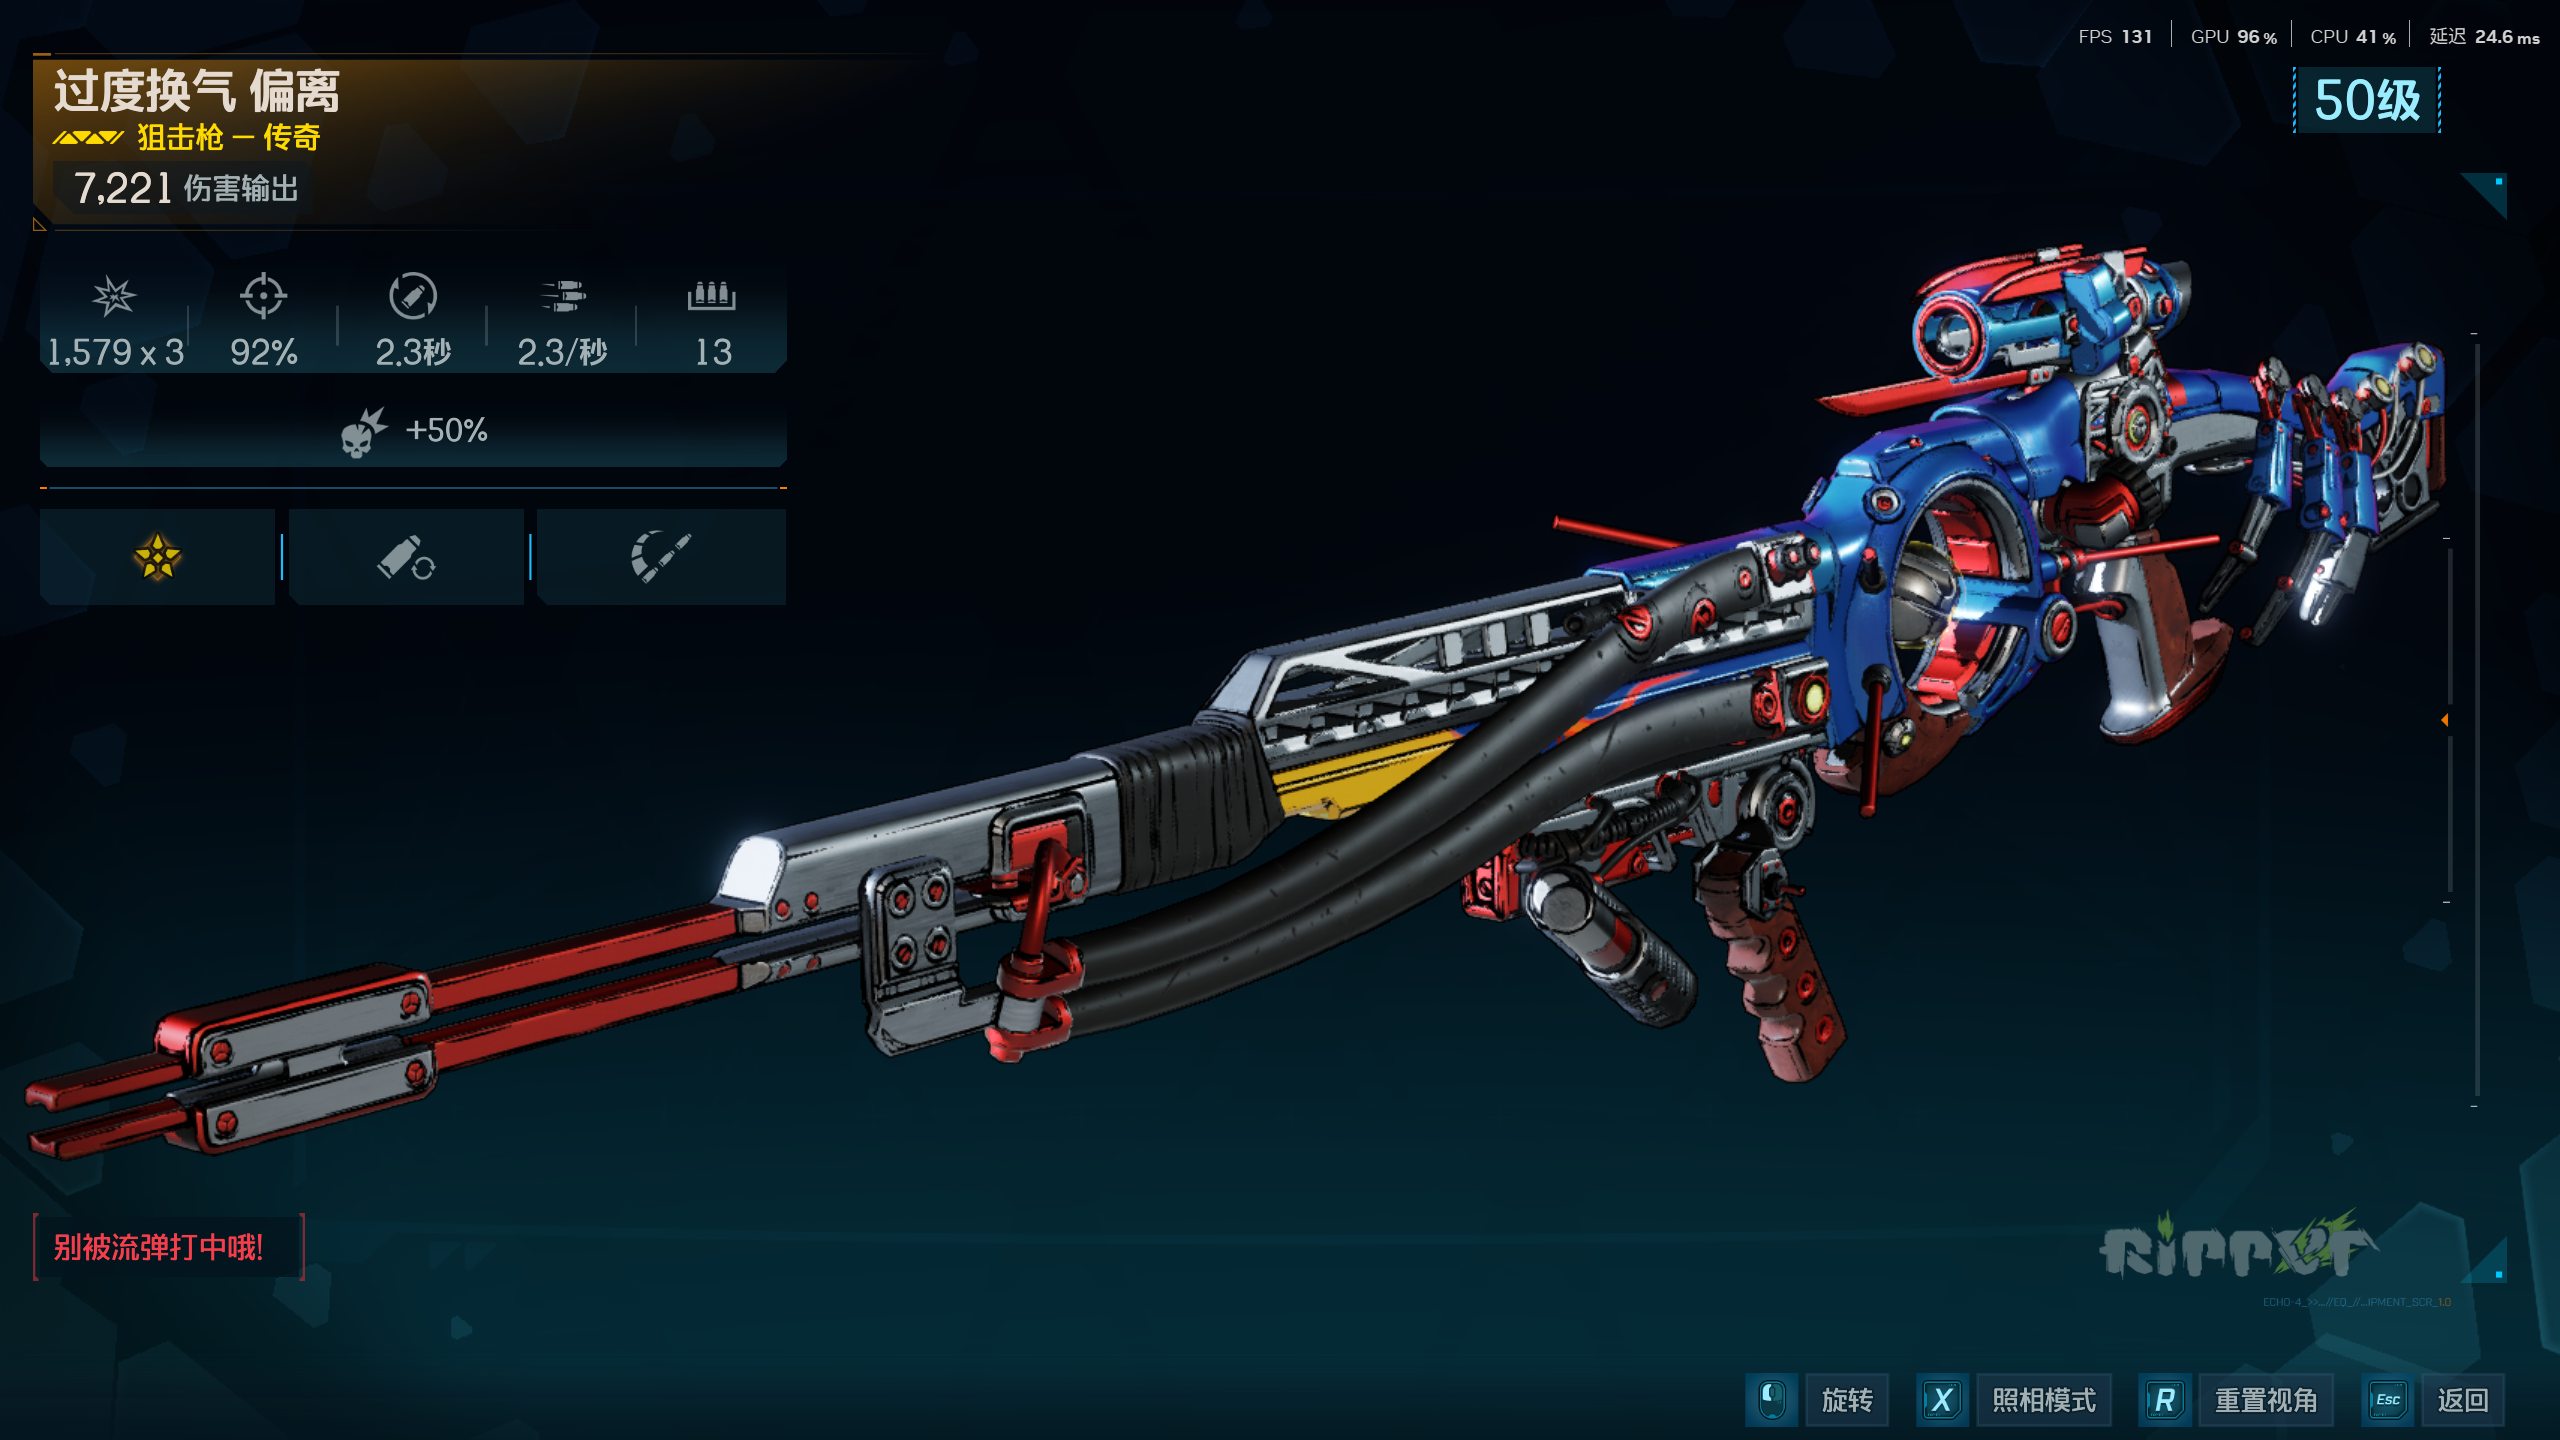 FPS 131 GPU 96 % CPU 41 % 延迟 24.6 ms
过度换气 偏离
50级
狙击枪 — 传奇
7,221 伤害输出
1,579 x 3 92% 2.3秒 2.3/秒 13
+50%
别被流弹打中哦!
Ripper
X R Esc
旋转 照相模式 重置视角 返回